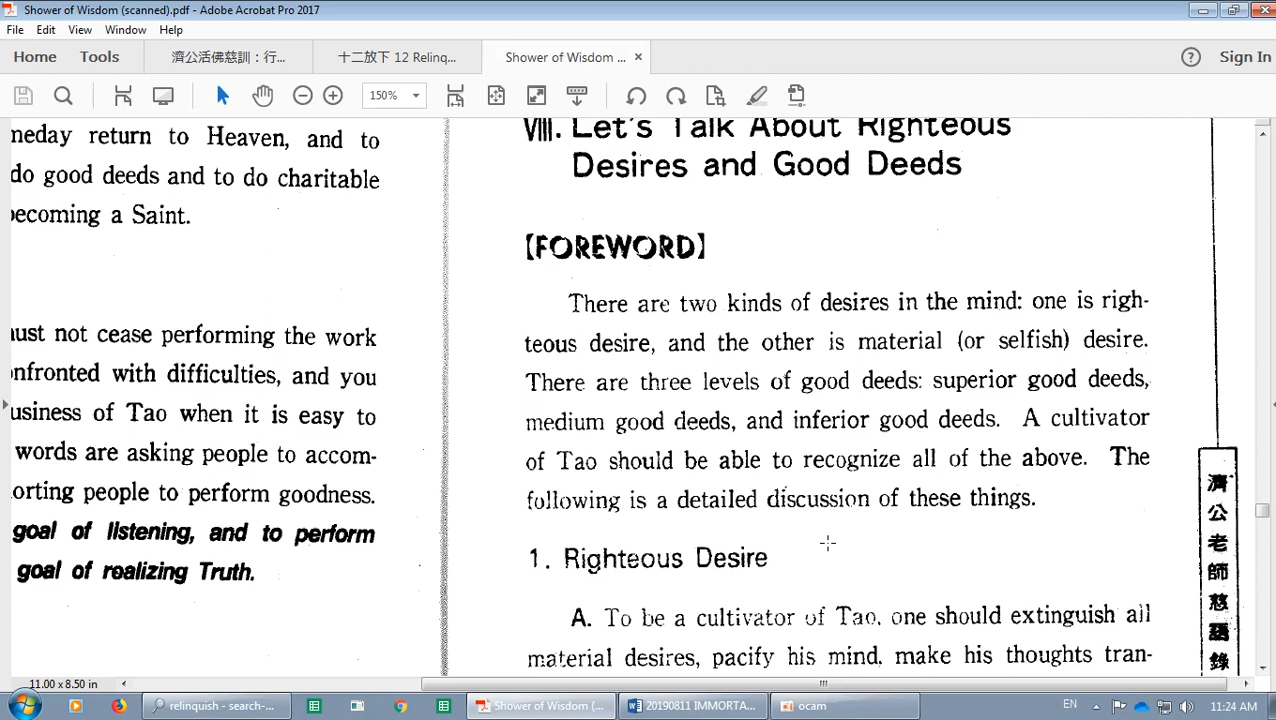 Shower of Wisdom (scanned).pdf - Adobe Acrobat Pro 2017
File Edit View Window Help
Home Tools 濟公活佛慈訓：行... 十二放下 12 Relinq... Shower of Wisdom ... × Sign In
150%
neday return to Heaven, and to
do good deeds and to do charitable
becoming a Saint.
ust not cease performing the work
nfronted with difficulties, and you
usiness of Tao when it is easy to
words are asking people to accom-
orting people to perform goodness.
goal of listening, and to perform
goal of realizing Truth.
VIII. Let's Talk About Righteous
Desires and Good Deeds
【FOREWORD】
There are two kinds of desires in the mind: one is righ-
teous desire, and the other is material (or selfish) desire.
There are three levels of good deeds: superior good deeds,
medium good deeds, and inferior good deeds. A cultivator
of Tao should be able to recognize all of the above. The
following is a detailed discussion of these things.
1. Righteous Desire
A. To be a cultivator of Tao, one should extinguish all
material desires, pacify his mind, make his thoughts tran-
濟公老師慈語錄
11.00 x 8.50 in
relinquish - search-... Shower of Wisdom (... 20190811 IMMORTA... ocam EN 11:24 AM